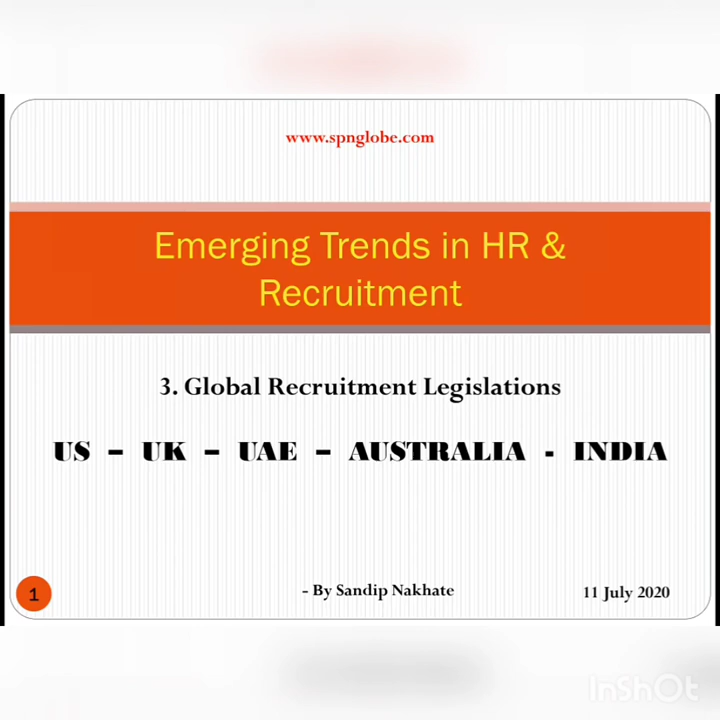 www.spnglobe.com
Emerging Trends in HR &
Recruitment
3. Global Recruitment Legislations
US – UK – UAE – AUSTRALIA - INDIA
- By Sandip Nakhate
11 July 2020
1
InShOt